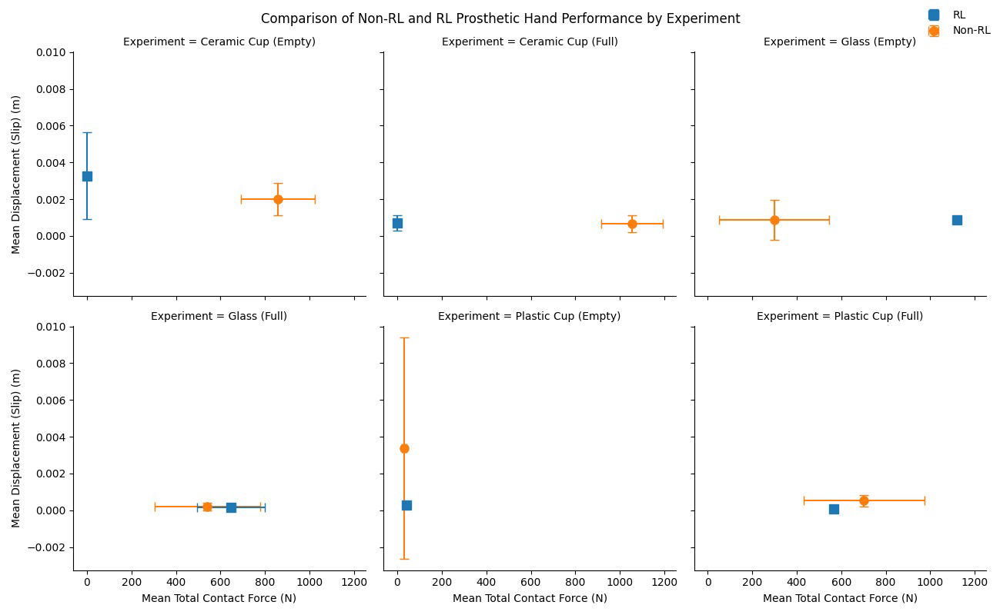 Comparison of Non-RL and RL Prosthetic Hand Performance by Experiment
RL
Non-RL
Experiment = Ceramic Cup (Empty)
Experiment = Ceramic Cup (Full)
Experiment = Glass (Empty)
Mean Displacement (Slip) (m)
0.010
0.008
0.006
0.004
0.002
0.000
−0.002
0 200 400 600 800 1000 1200
Experiment = Glass (Full)
Experiment = Plastic Cup (Empty)
Experiment = Plastic Cup (Full)
Mean Displacement (Slip) (m)
0.010
0.008
0.006
0.004
0.002
0.000
−0.002
0 200 400 600 800 1000 1200
0 200 400 600 800 1000 1200
Mean Total Contact Force (N)
Mean Total Contact Force (N)
Mean Total Contact Force (N)